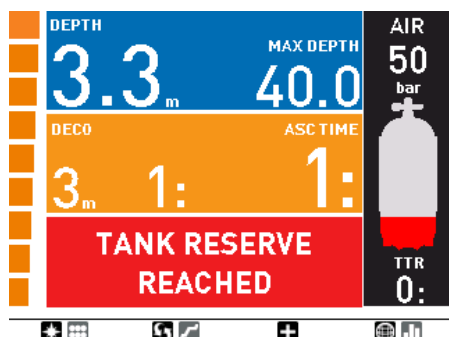 DEPTH
MAX DEPTH
3.3m
40.0
DECO
ASC TIME
3m
1:
1:
TANK RESERVE
REACHED
AIR
50
bar
TTR
0: